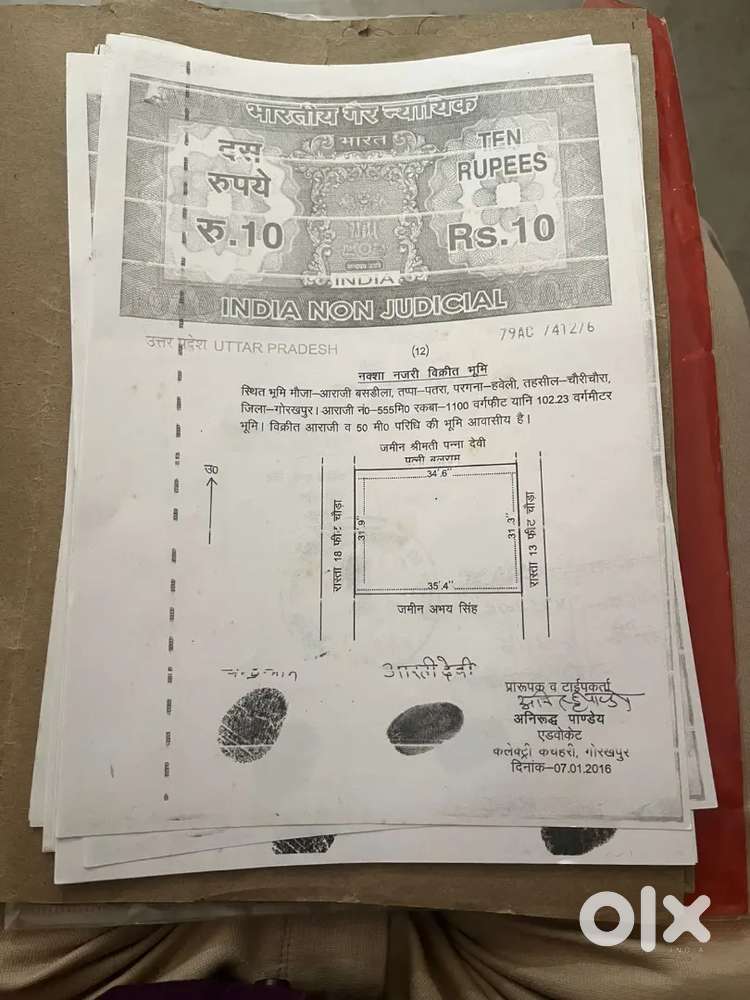 भारतीय गैर न्यायिक
भारत
दस
रुपये
रु.10
TEN
RUPEES
Rs.10
INDIA
INDIA NON JUDICIAL
उत्तर प्रदेश UTTAR PRADESH
79AC 741216
(12)
नक्शा नजरी विक्रीत भूमि
स्थित भूमि मौजा-आराजी बसडीला, तप्पा-पतरा, परगना-हवेली, तहसील-चौरीचौरा,
जिला-गोरखपुर। आराजी नं0-555मि0 रकबा-1100 वर्गफीट यानि 102.23 वर्गमीटर
भूमि। विक्रीत आराजी व 50 मी0 परिधि की भूमि आवासीय है।
जमीन श्रीमती पन्ना देवी
पत्नी बलराम
उ0
रास्ता 18 फीट चौड़ा
34'.6''
31'.9''
31'.3''
35'.4''
रास्ता 13 फीट चौड़ा
जमीन अभय सिंह
आरती देवी
प्रारूपक व टाईपकर्ता
अनिरूद्ध पाण्डेय
एडवोकेट
कलेक्ट्री कचहरी, गोरखपुर
दिनांक-07.01.2016
olx
INDIA